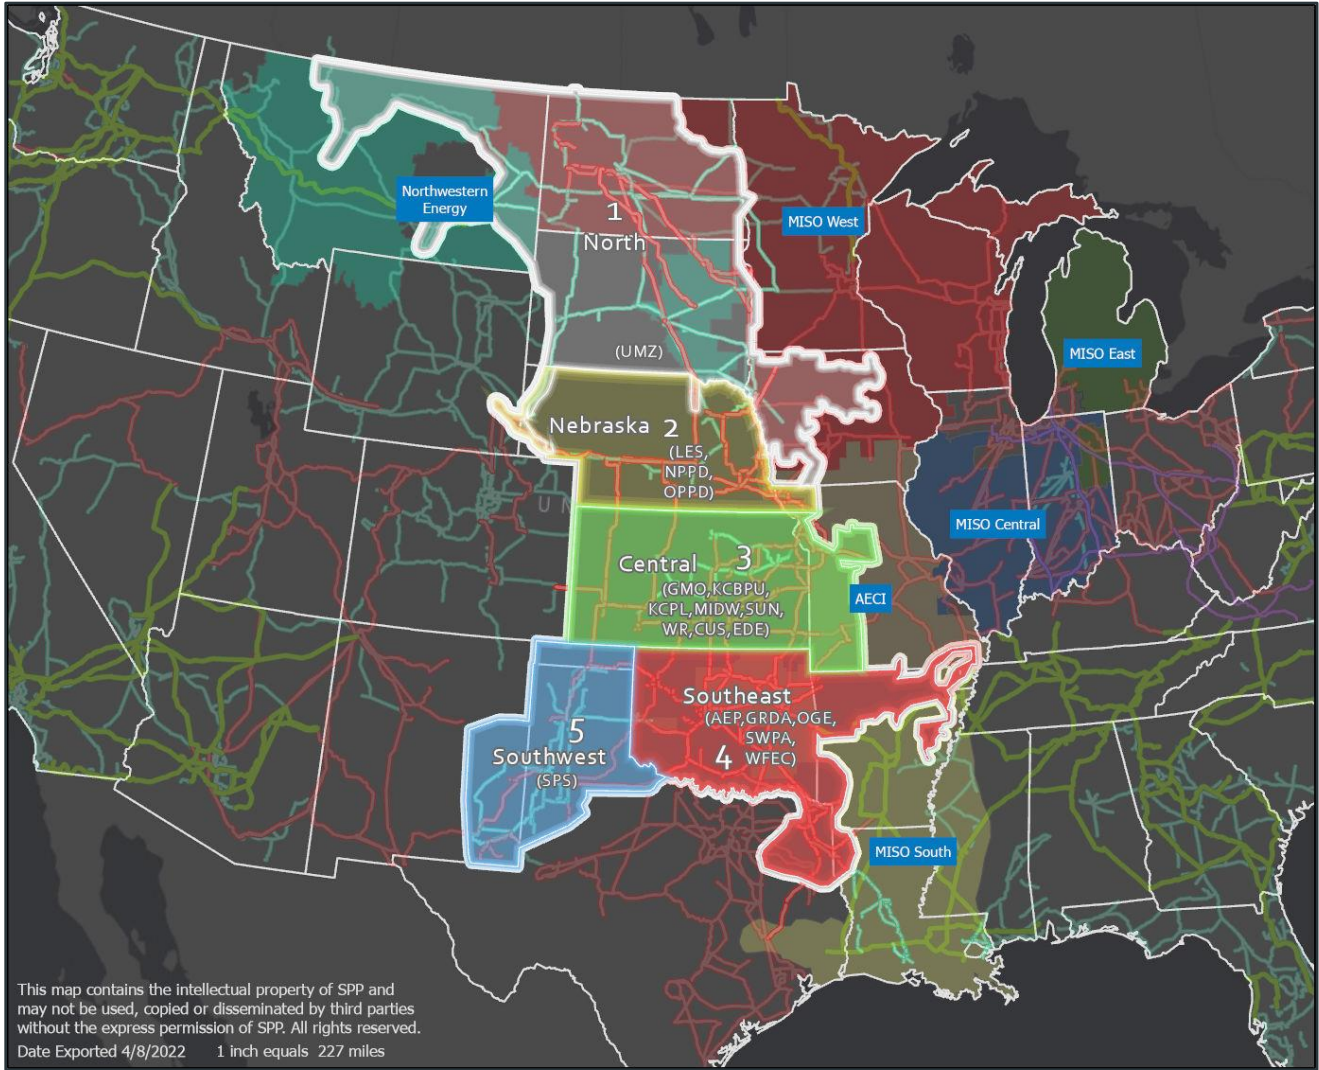 Northwestern
Energy
1
North
(UMZ)
MISO West
MISO East
Nebraska 2
(LES,
NPPD,
OPPD)
UN
MISO Central
Central 3
(GMO,KCBPU,
KCPL,MIDW,SUN,
WR,CUS,EDE)
AECI
Southeast
(AEP,GRDA,OGE,
SWPA,
4 WFEC)
5
Southwest
(SPS)
MISO South
This map contains the intellectual property of SPP and
may not be used, copied or disseminated by third parties
without the express permission of SPP. All rights reserved.
Date Exported 4/8/2022 1 inch equals 227 miles